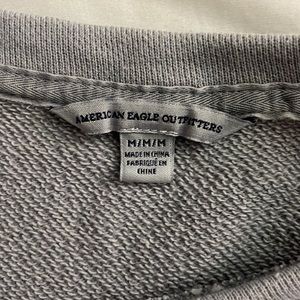 AMERICAN EAGLE OUTFITTERS
M/M/M
MADE IN CHINA
FABRIQUÉ EN
CHINE